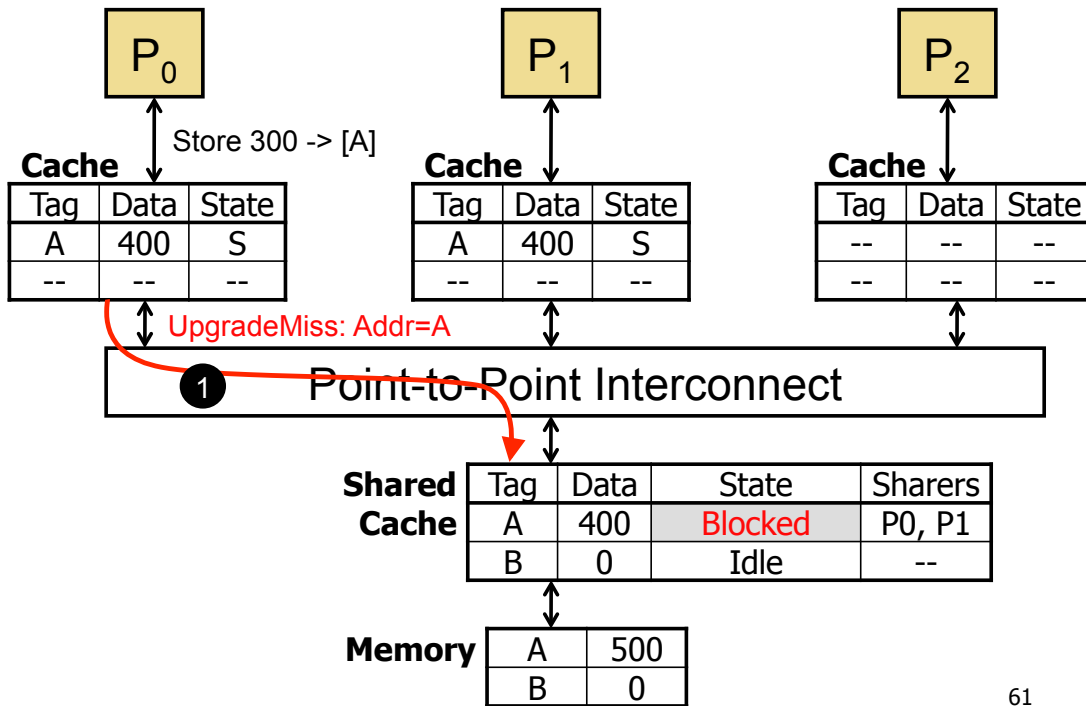 P0 P1 P2
Store 300 -> [A]
Cache Cache Cache
Tag Data State Tag Data State Tag Data State
A 400 S A 400 S -- -- --
-- -- -- -- -- -- -- -- --
UpgradeMiss: Addr=A
1 Point-to-Point Interconnect
Shared Tag Data State Sharers
Cache A 400 Blocked P0, P1
B 0 Idle --
Memory A 500
B 0
61